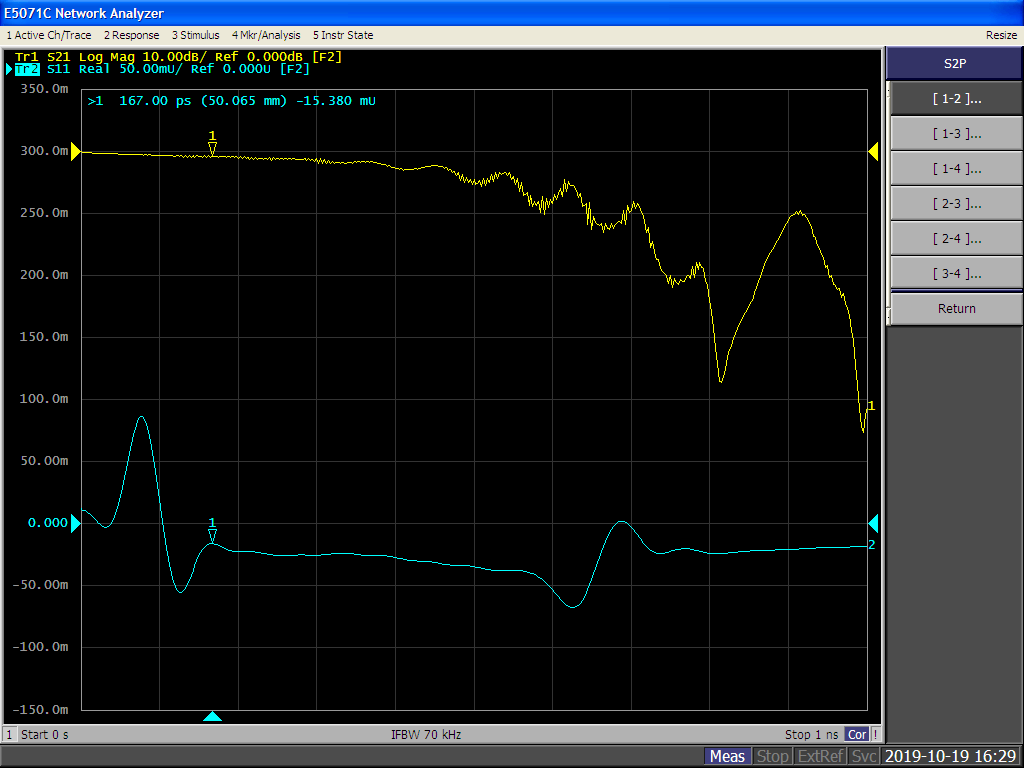 E5071C Network Analyzer
1 Active Ch/Trace 2 Response 3 Stimulus 4 Mkr/Analysis 5 Instr State Resize
Tr1 S21 Log Mag 10.00dB/ Ref 0.000dB [F2]
Tr2 S11 Real 50.00mU/ Ref 0.000U [F2]
S2P
[ 1-2 ]...
[ 1-3 ]...
[ 1-4 ]...
[ 2-3 ]...
[ 2-4 ]...
[ 3-4 ]...
Return
350.0m
>1 167.00 ps (50.065 mm) -15.380 mU
1
300.0m
250.0m
200.0m
150.0m
100.0m
1
50.00m
0.000
1
2
-50.00m
-100.0m
-150.0m
1 Start 0 s IFBW 70 kHz Stop 1 ns Cor !
Meas Stop ExtRef Svc 2019-10-19 16:29